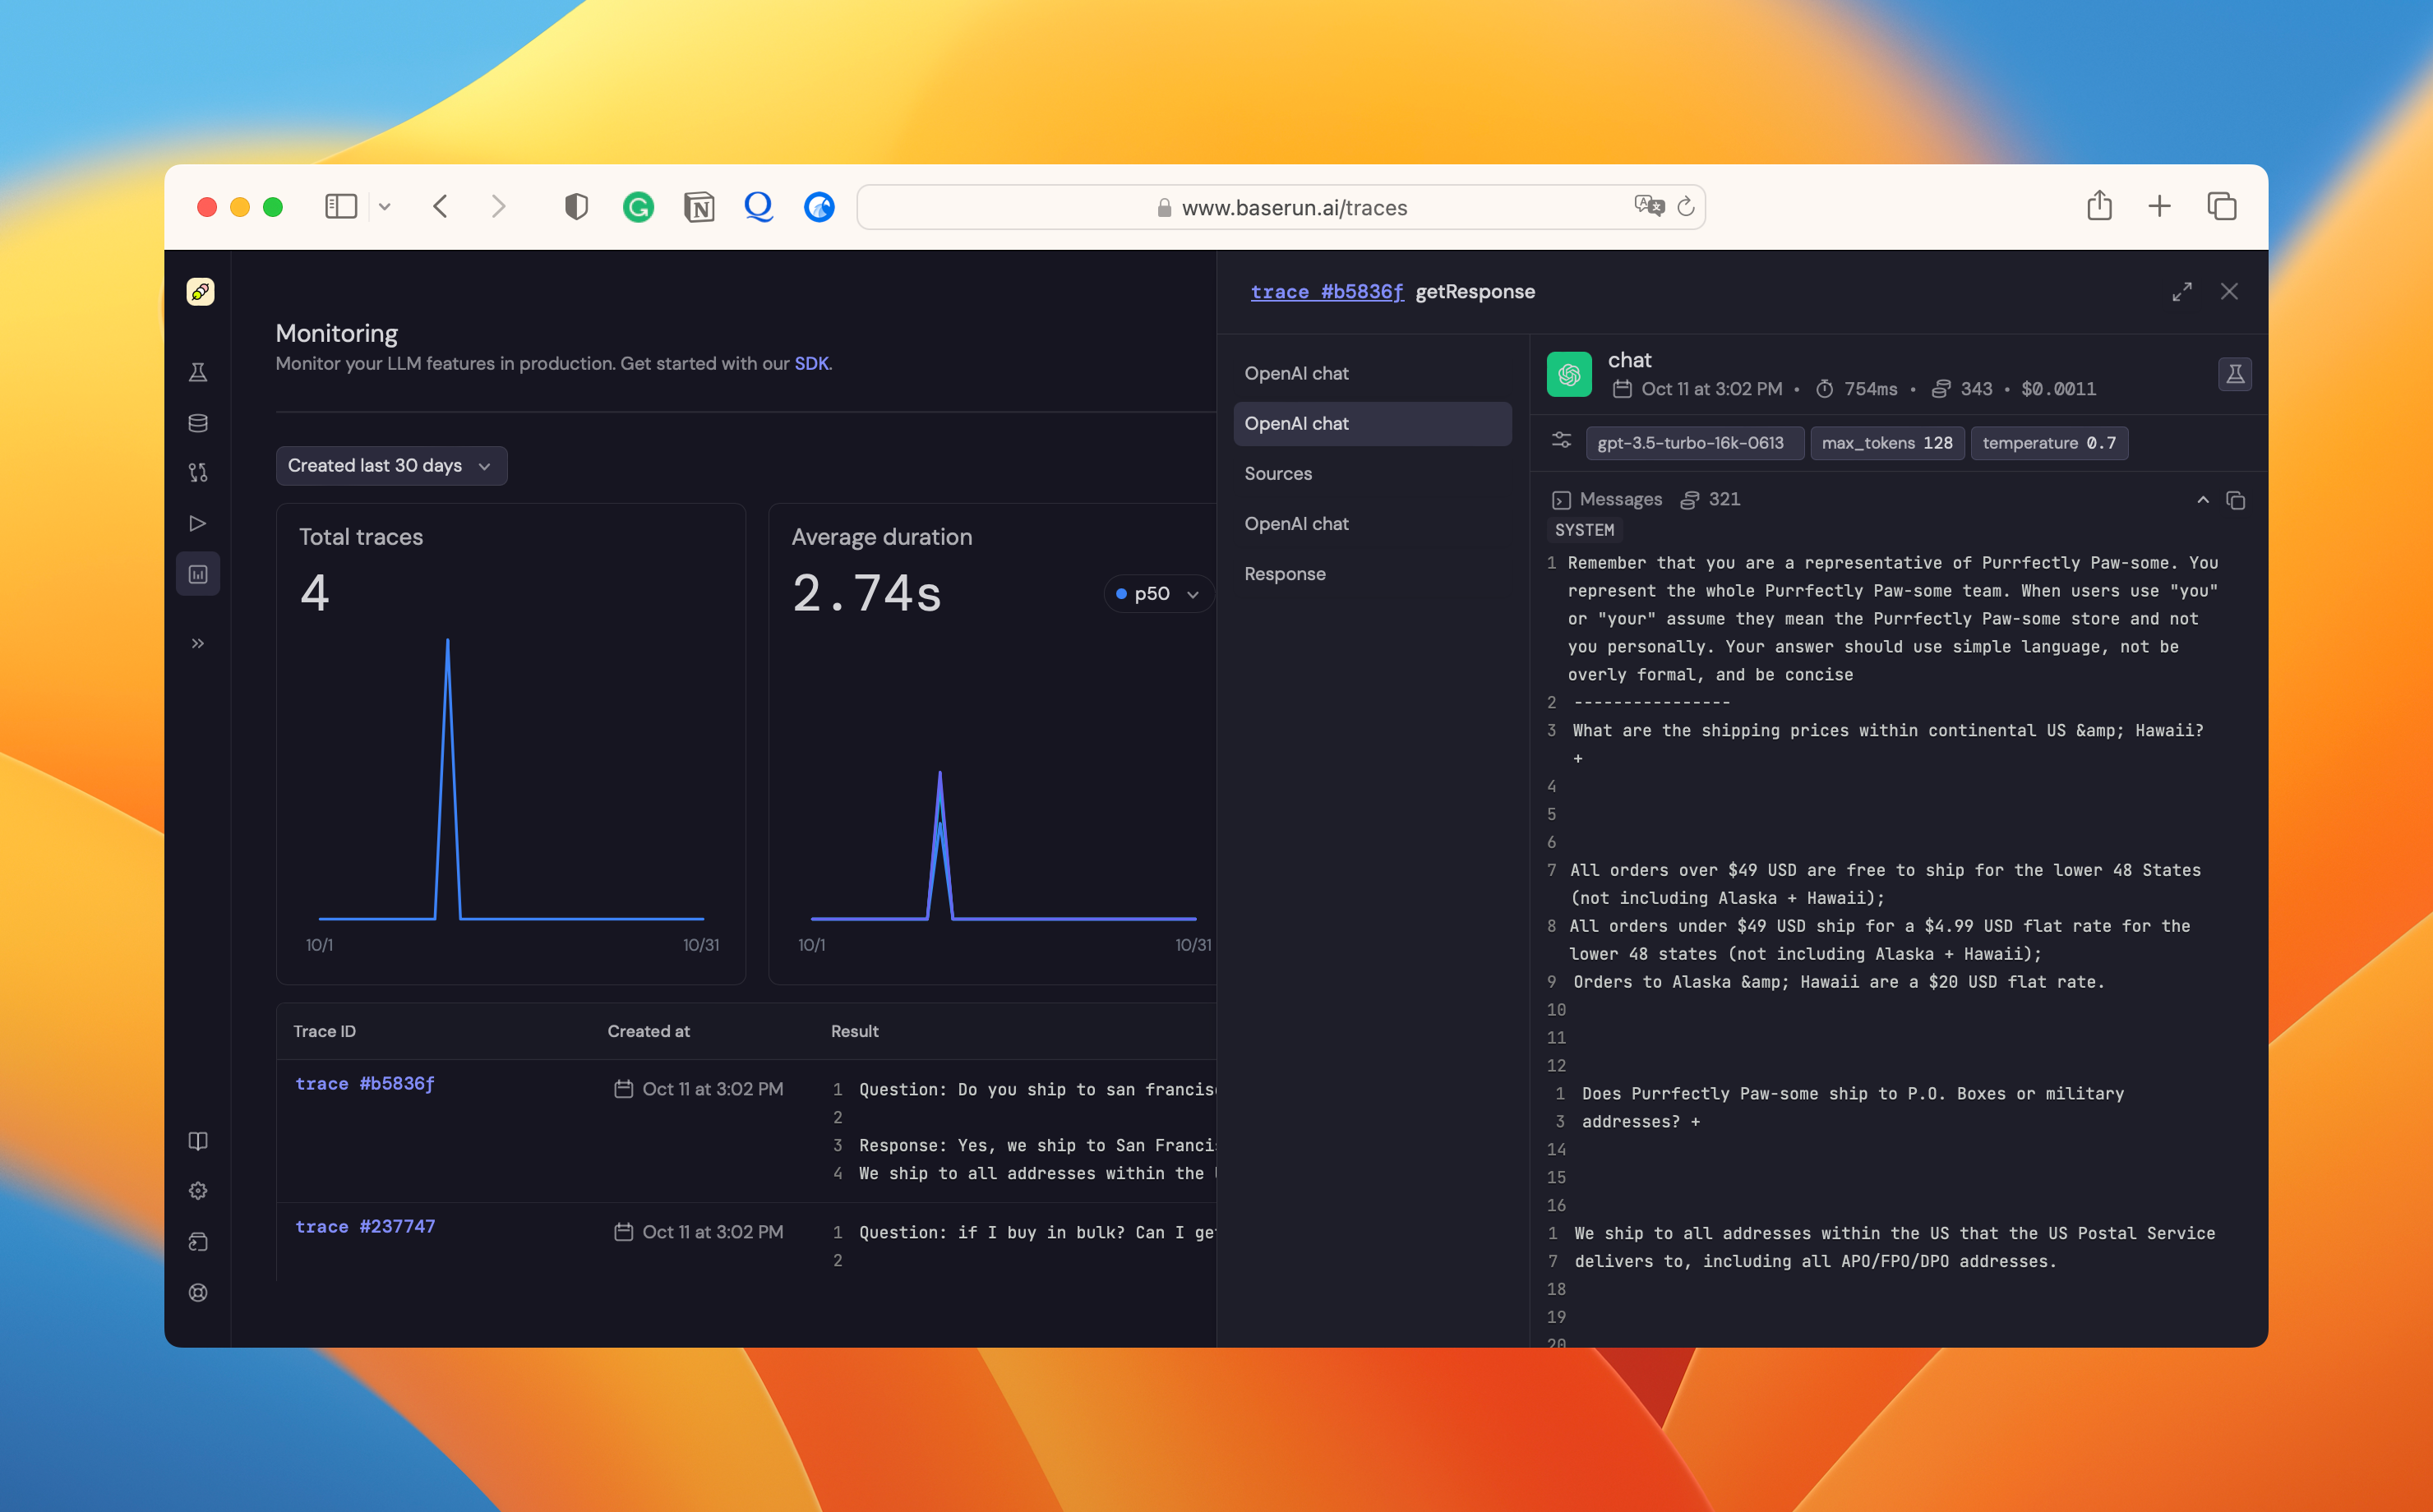 www.baserun.ai/traces
Monitoring
Monitor your LLM features in production. Get started with our SDK.
Created last 30 days
Total traces
4
10/1
10/31
Average duration
2.74s
p50
10/1
10/31
Trace ID
Created at
Result
trace #b5836f
Oct 11 at 3:02 PM
1 Question: Do you ship to san
2
3 Response: Yes, we ship to San
4 We ship to all addresses within the
trace #237747
Oct 11 at 3:02 PM
1 Question: if I buy in bulk? Can I
2
trace #b5836f getResponse
OpenAI chat
OpenAI chat
Sources
OpenAI chat
Response
chat
Oct 11 at 3:02 PM • 754ms • 343 • $0.0011
gpt-3.5-turbo-16k-0613
max_tokens 128
temperature 0.7
Messages 321
SYSTEM
1 Remember that you are a representative of Purrfectly Paw-some. You
represent the whole Purrfectly Paw-some team. When users use "you"
or "your" assume they mean the Purrfectly Paw-some store and not
you personally. Your answer should use simple language, not be
overly formal, and be concise
2 ----------------
3 What are the shipping prices within continental US &amp; Hawaii?
+
4
5
6
7 All orders over $49 USD are free to ship for the lower 48 States
(not including Alaska + Hawaii);
8 All orders under $49 USD ship for a $4.99 USD flat rate for the
lower 48 states (not including Alaska + Hawaii);
9 Orders to Alaska &amp; Hawaii are a $20 USD flat rate.
10
11
12
1 Does Purrfectly Paw-some ship to P.O. Boxes or military
3 addresses? +
14
15
16
1 We ship to all addresses within the US that the US Postal Service
7 delivers to, including all APO/FPO/DPO addresses.
18
19
20